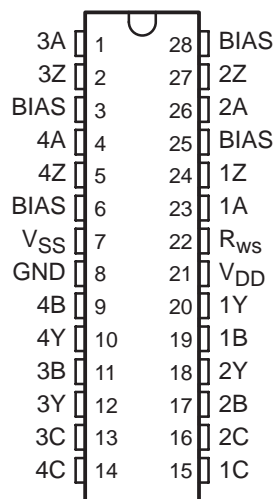 3A 1 28 BIAS
3Z 2 27 2Z
BIAS 3 26 2A
4A 4 25 BIAS
4Z 5 24 1Z
BIAS 6 23 1A
VSS 7 22 Rws
GND 8 21 VDD
4B 9 20 1Y
4Y 10 19 1B
3B 11 18 2Y
3Y 12 17 2B
3C 13 16 2C
4C 14 15 1C